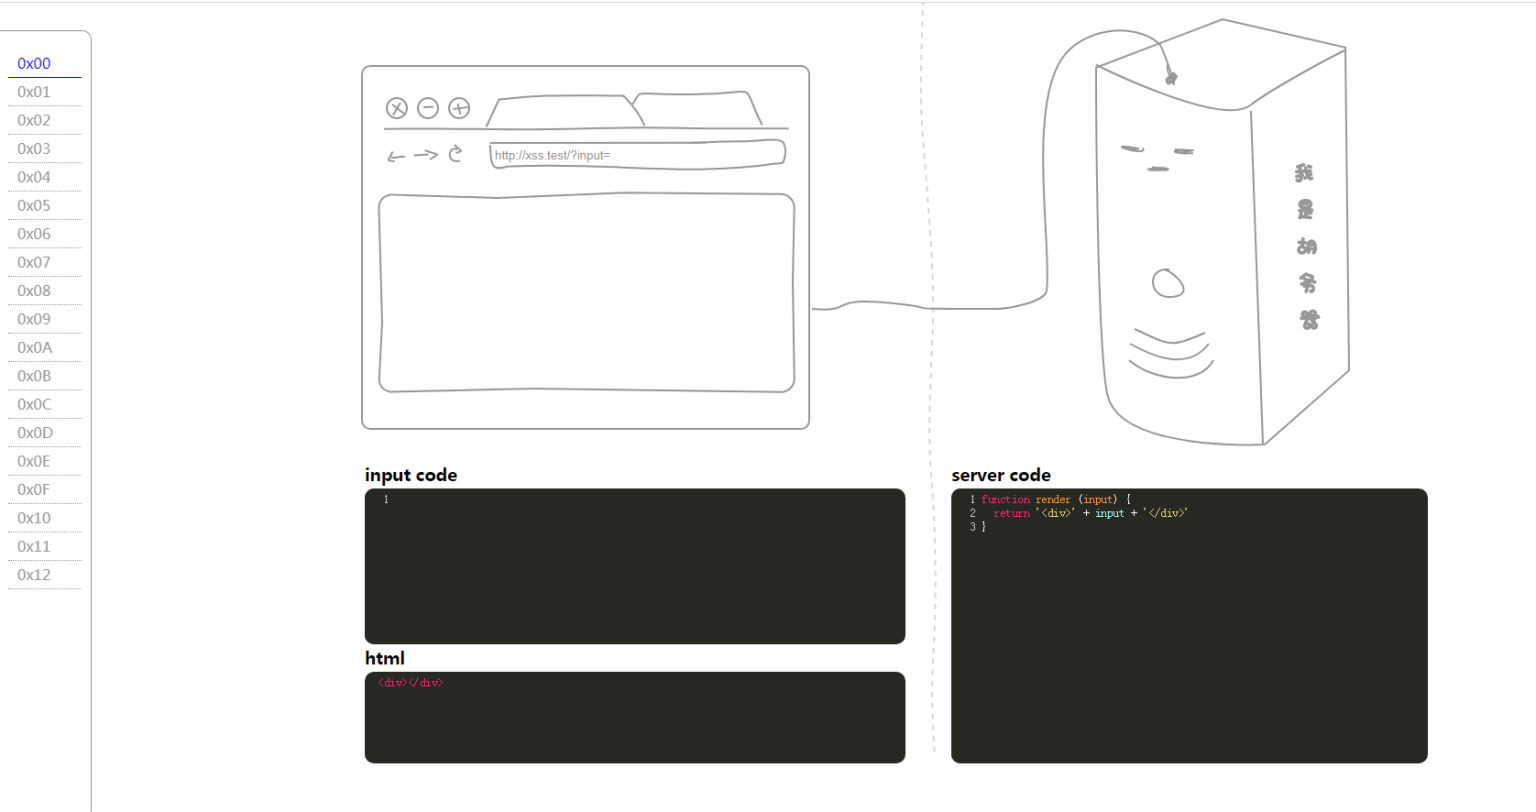 0x00
0x01
0x02
0x03
0x04
0x05
0x06
0x07
0x08
0x09
0x0A
0x0B
0x0C
0x0D
0x0E
0x0F
0x10
0x11
0x12
http://xss.test/?input=
我
是
胡
务
器
input code
1
html
<div></div>
server code
1 function render (input) {
2 return '<div>' + input + '</div>'
3 }